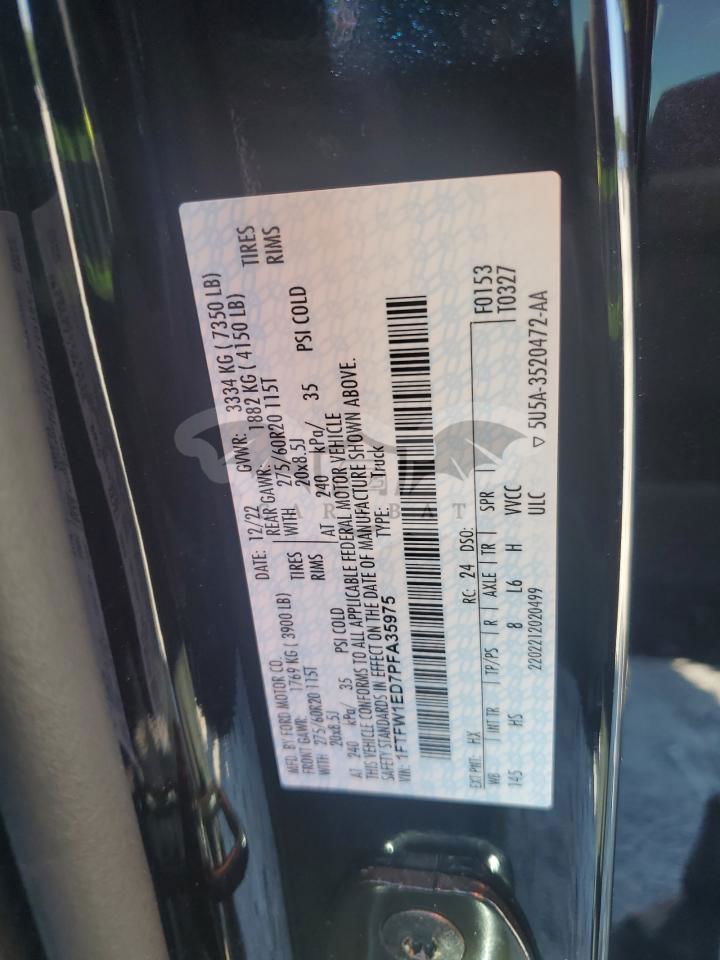 MFD. BY FORD MOTOR CO.
DATE: 12/22 GVWR: 3334 KG ( 7350 LB)
FRONT GAWR: 1769 KG ( 3900 LB) REAR GAWR: 1882 KG ( 4150 LB)
WITH 275/60R20 115T TIRES WITH 275/60R20 115T TIRES
20x8.5J RIMS 20x8.5J RIMS
AT 240 kPa/ 35 PSI COLD AT 240 kPa/ 35 PSI COLD
THIS VEHICLE CONFORMS TO ALL APPLICABLE FEDERAL MOTOR VEHICLE
SAFETY STANDARDS IN EFFECT ON THE DATE OF MANUFACTURE SHOWN ABOVE.
VIN: 1FTFW1ED7PFA35975 TYPE: Truck
EXT PNT: HX RC: 24 DSO: F0153
WB INT TR TP/PS R AXLE TR SPR T0327
145 HS 8 L6 H VVCC
2202212020499 ULC ▽ 5U5A-3520472-AA
CAR BAT